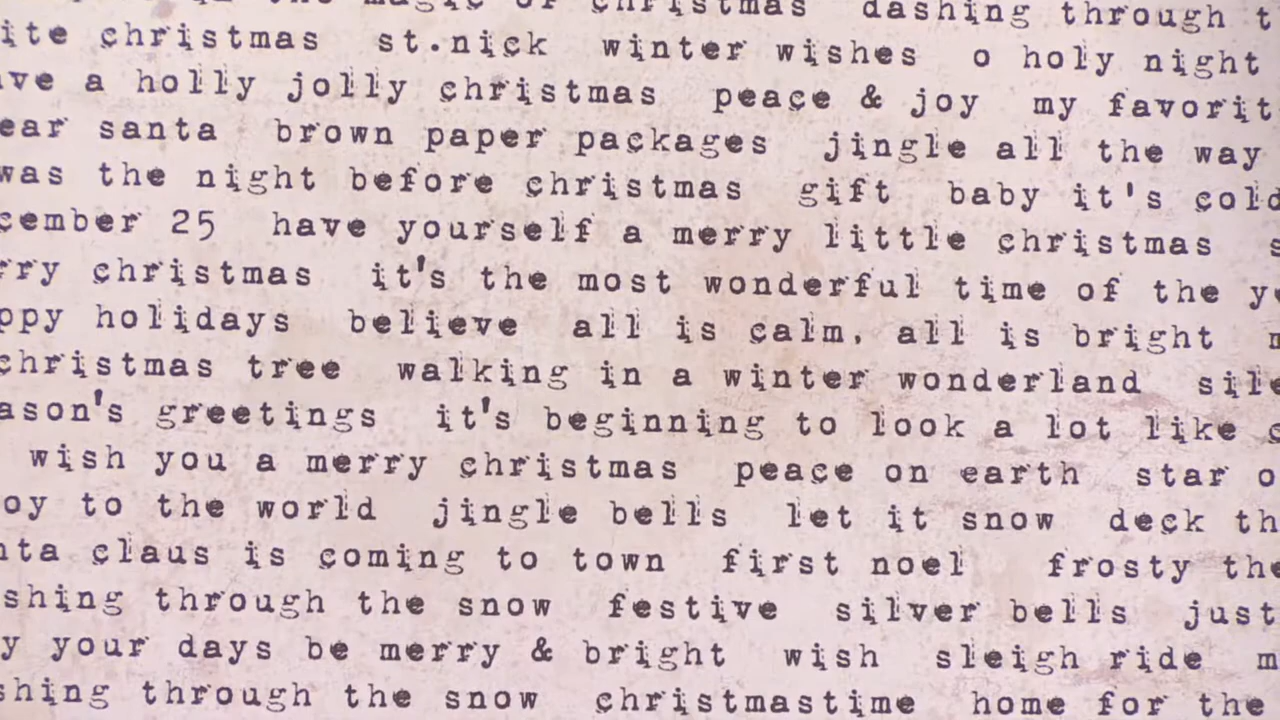 the magic of christmas dashing through t
ite christmas st.nick winter wishes o holy night
ve a holly jolly christmas peace & joy my favorit
ear santa brown paper packages jingle all the way
was the night before christmas gift baby it's cold
cember 25 have yourself a merry little christmas s
rry christmas it's the most wonderful time of the ye
ppy holidays believe all is calm, all is bright m
christmas tree walking in a winter wonderland sile
ason's greetings it's beginning to look a lot like c
wish you a merry christmas peace on earth star o
oy to the world jingle bells let it snow deck th
nta claus is coming to town first noel frosty the
shing through the snow festive silver bells just
y your days be merry & bright wish sleigh ride m
shing through the snow christmastime home for the